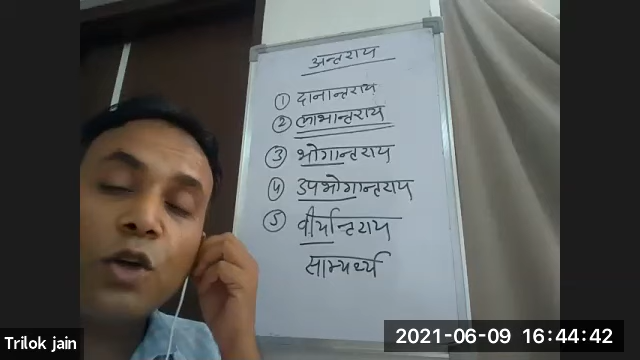 अन्तराय
① दानान्तराय
② लाभान्तराय
③ भोगान्तराय
④ उपभोगान्तराय
⑤ वीर्यान्तराय
सामर्थ्य
Trilok jain
2021-06-09 16:44:42